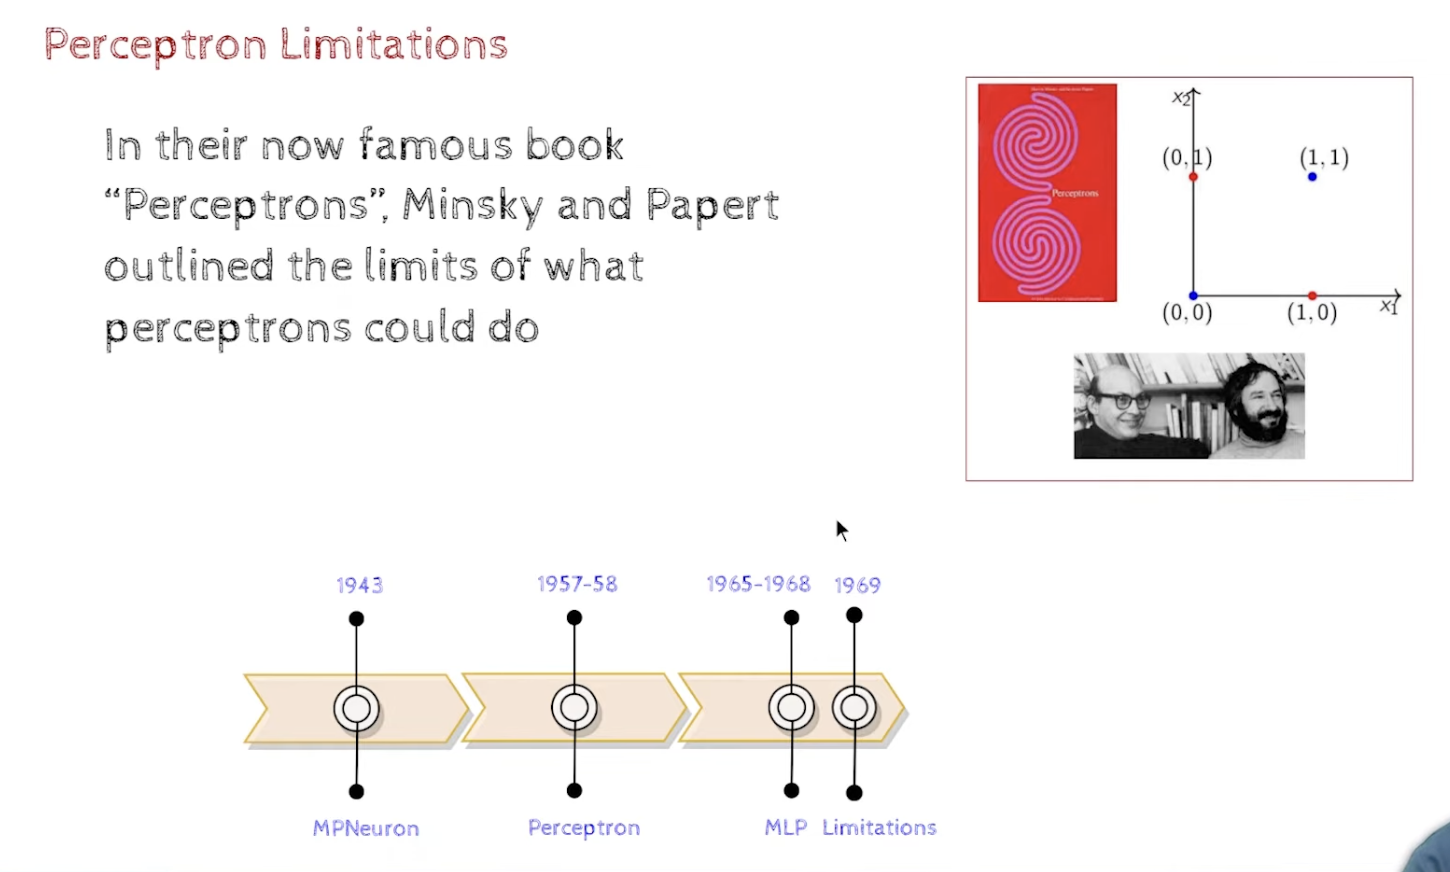 Perceptron Limitations
In their now famous book
“Perceptrons”, Minsky and Papert
outlined the limits of what
perceptrons could do
Perceptrons
x2
(0,1)
(1,1)
(0,0)
(1,0)
x1
1943
1957-58
1965-1968
1969
MPNeuron
Perceptron
MLP
Limitations